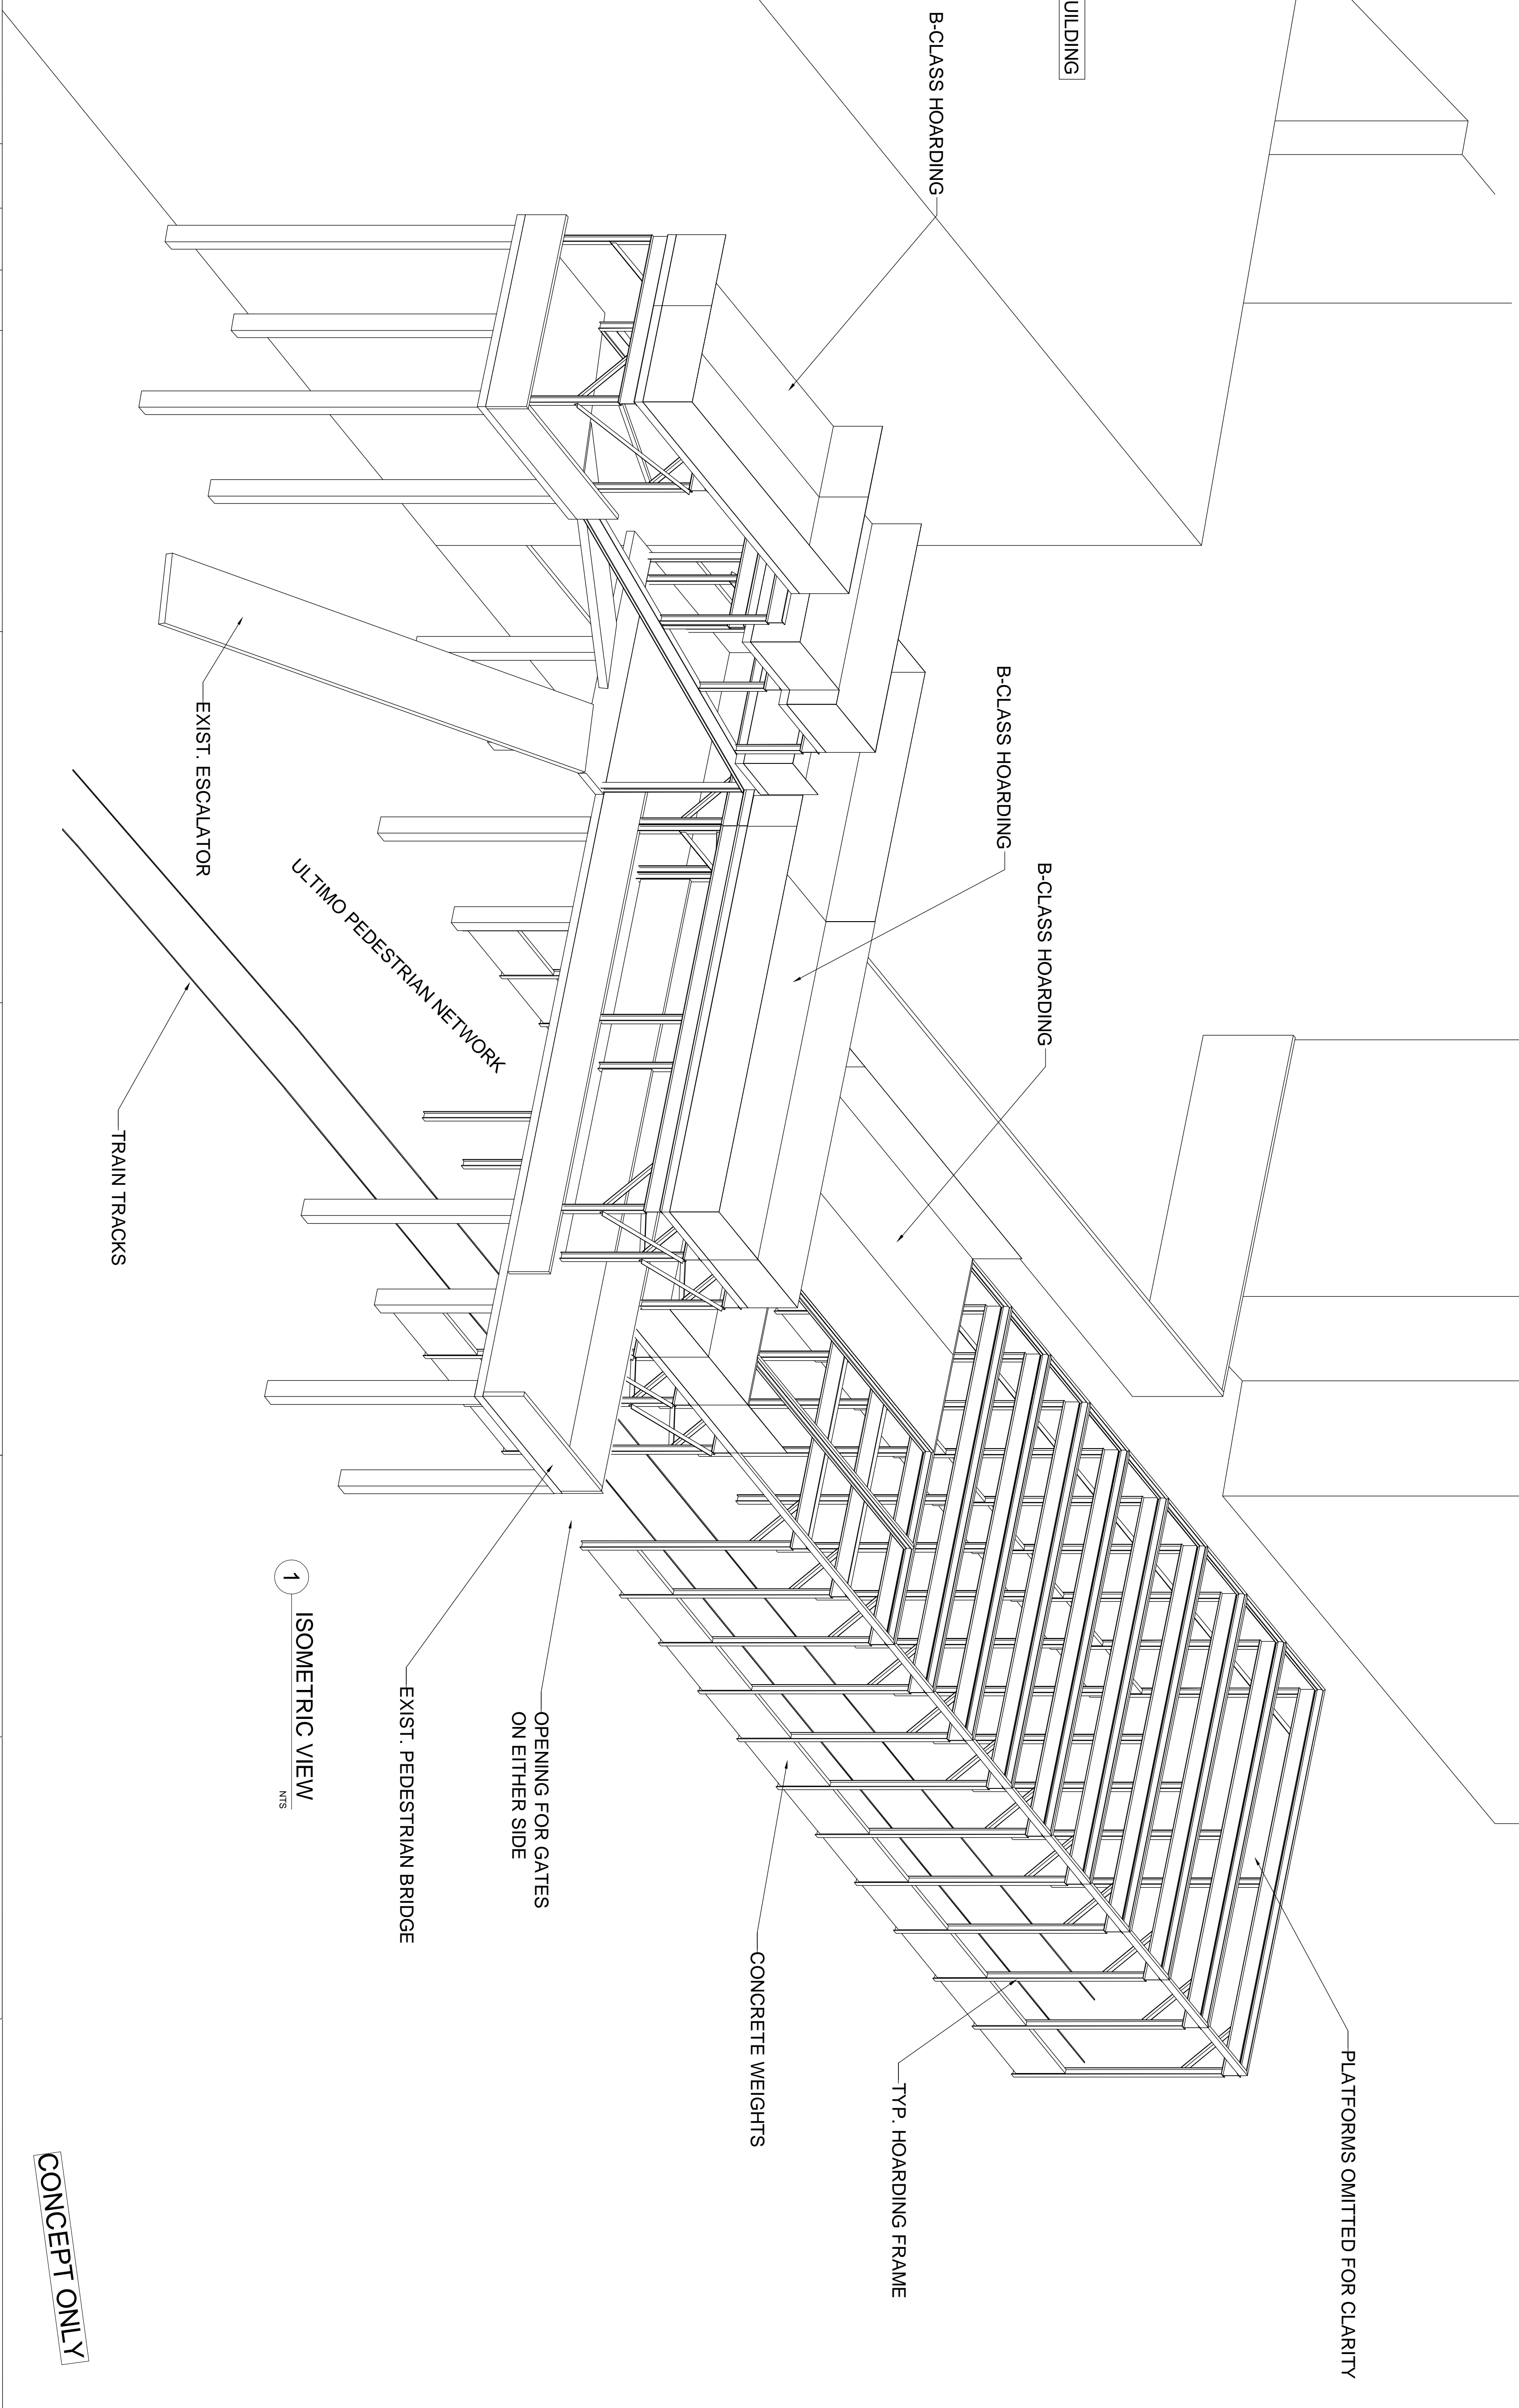 UILDING
B-CLASS HOARDING
B-CLASS HOARDING
B-CLASS HOARDING
EXIST. ESCALATOR
ULTIMO PEDESTRIAN NETWORK
TRAIN TRACKS
PLATFORMS OMITTED FOR CLARITY
TYP. HOARDING FRAME
CONCRETE WEIGHTS
OPENING FOR GATES
ON EITHER SIDE
EXIST. PEDESTRIAN BRIDGE
1
ISOMETRIC VIEW
NTS
CONCEPT ONLY